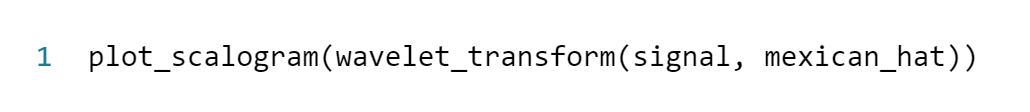 1 plot_scalogram(wavelet_transform(signal, mexican_hat))